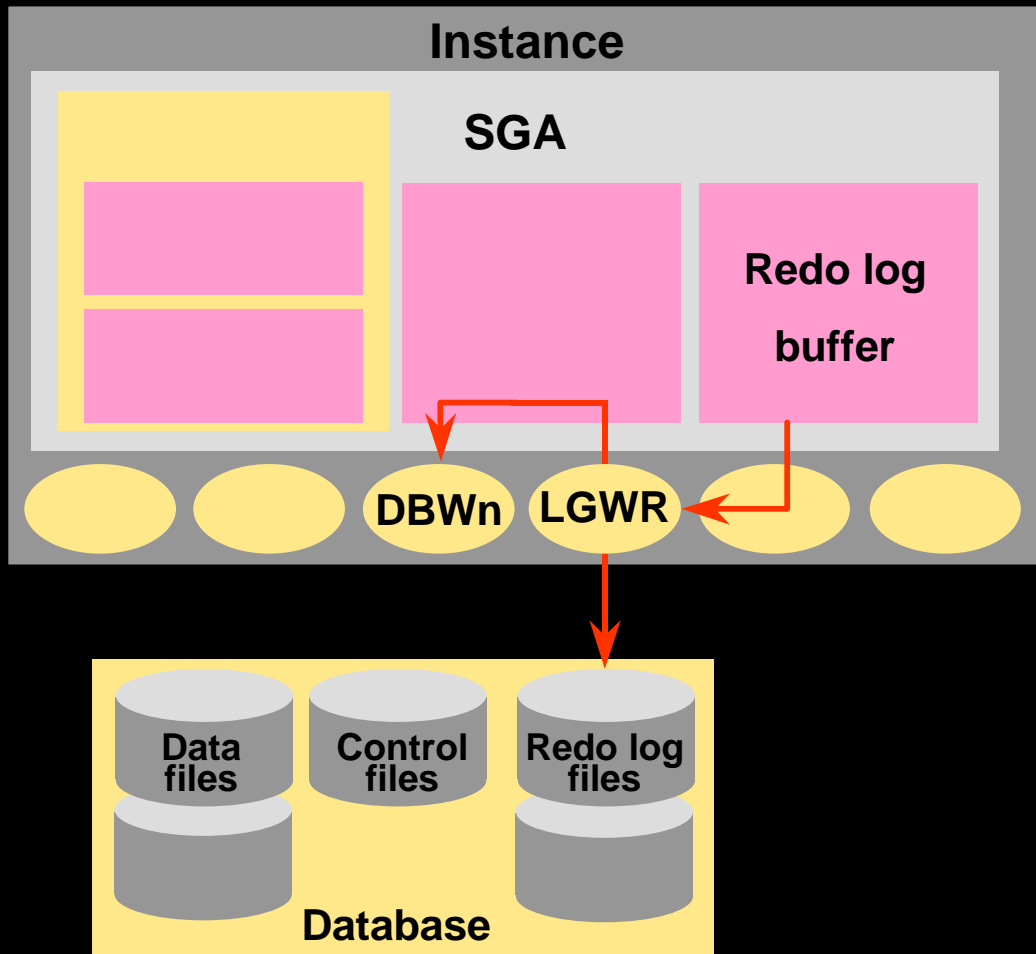 Instance
SGA
Redo log
buffer
DBWn
LGWR
Data
files
Control
files
Redo log
files
Database